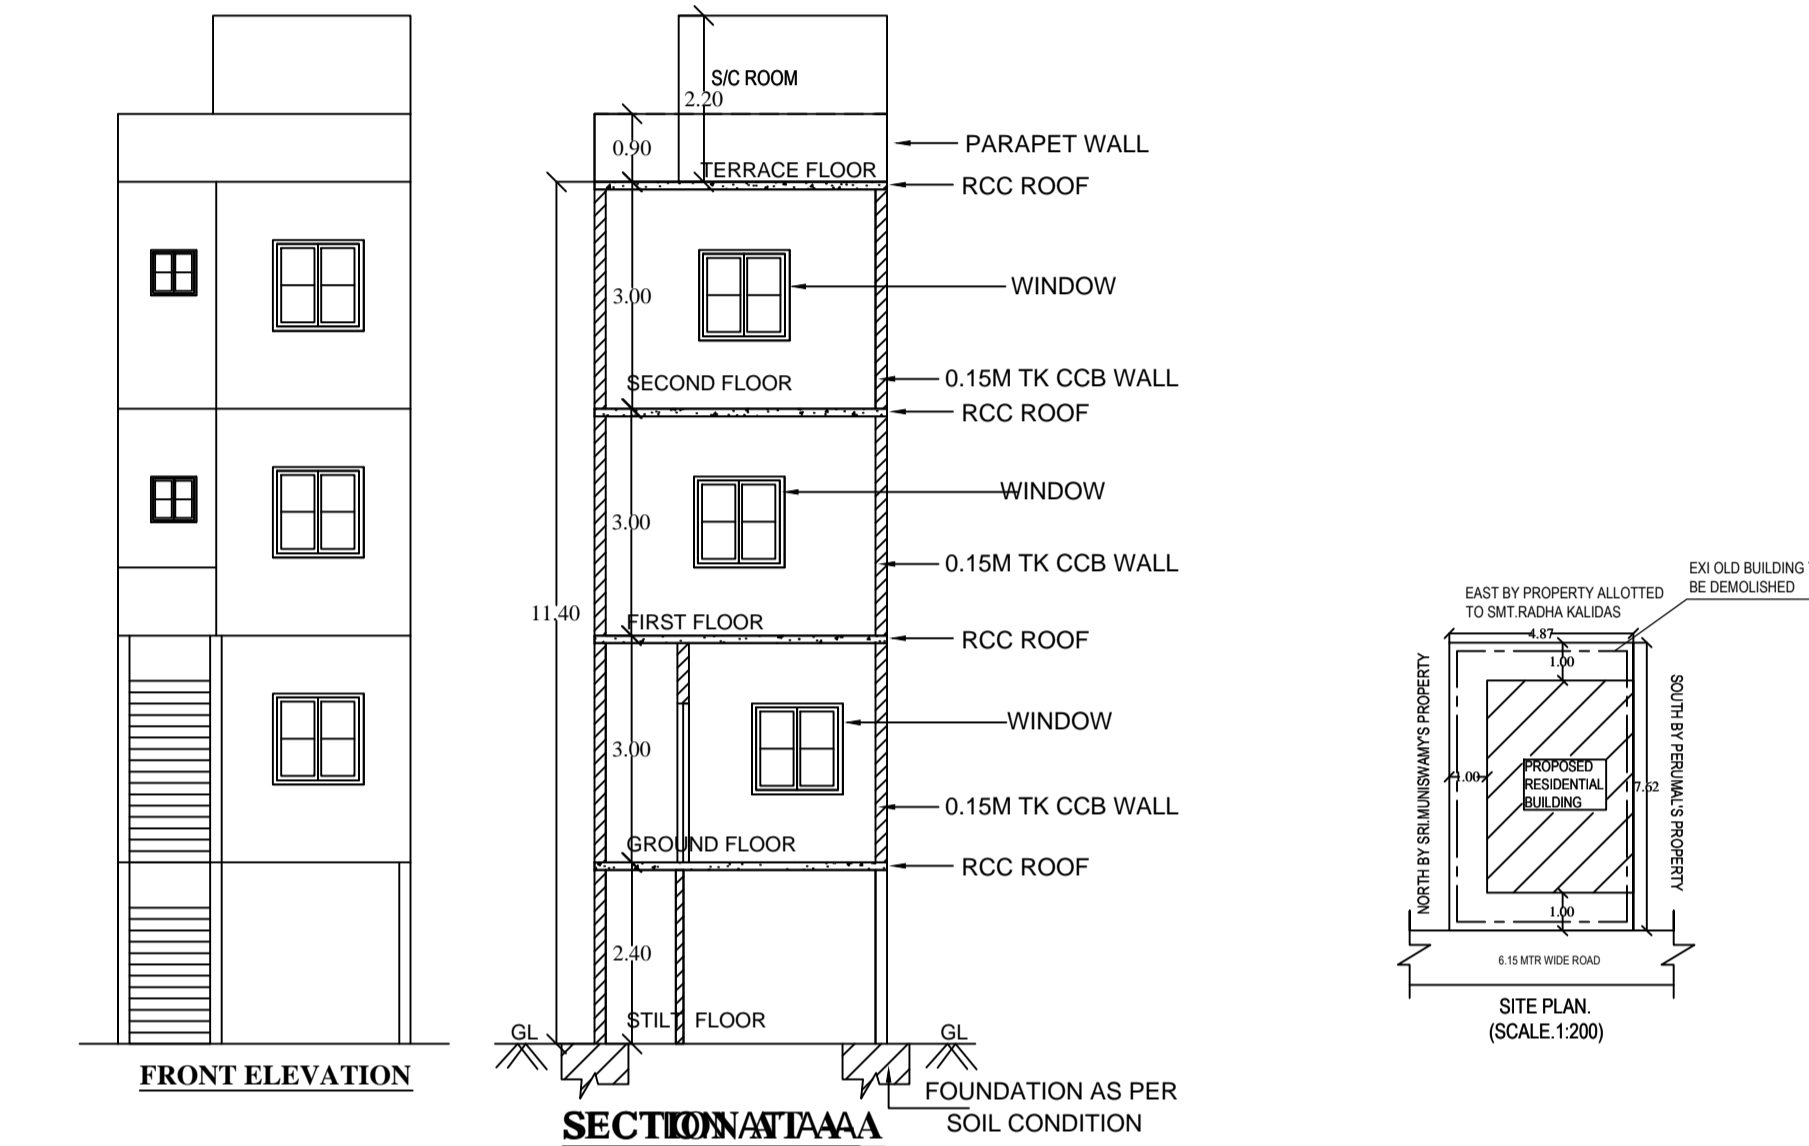 S/C ROOM
2.20
0.90
PARAPET WALL
TERRACE FLOOR
RCC ROOF
3.00
WINDOW
SECOND FLOOR
0.15M TK CCB WALL
RCC ROOF
3.00
WINDOW
0.15M TK CCB WALL
11.40
FIRST FLOOR
RCC ROOF
3.00
WINDOW
0.15M TK CCB WALL
GROUND FLOOR
RCC ROOF
2.40
STILT FLOOR
GL
GL
FRONT ELEVATION
FOUNDATION AS PER
SOIL CONDITION
SECTION AT A-A
EXI OLD BUILDING
BE DEMOLISHED
EAST BY PROPERTY ALLOTTED
TO SMT.RADHA KALIDAS
4.87
1.00
NORTH BY SRI.MUNISWAMY'S PROPERTY
SOUTH BY PERUMAL'S PROPERTY
1.00
PROPOSED
RESIDENTIAL
BUILDING
7.62
1.00
6.15 MTR WIDE ROAD
SITE PLAN.
(SCALE.1:200)